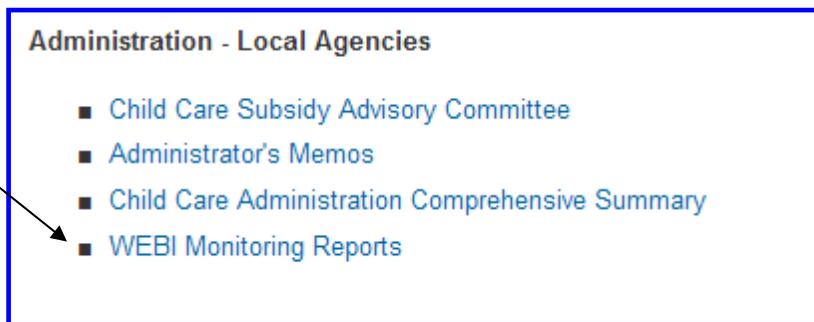 Administration - Local Agencies
■ Child Care Subsidy Advisory Committee
■ Administrator's Memos
■ Child Care Administration Comprehensive Summary
■ WEBI Monitoring Reports